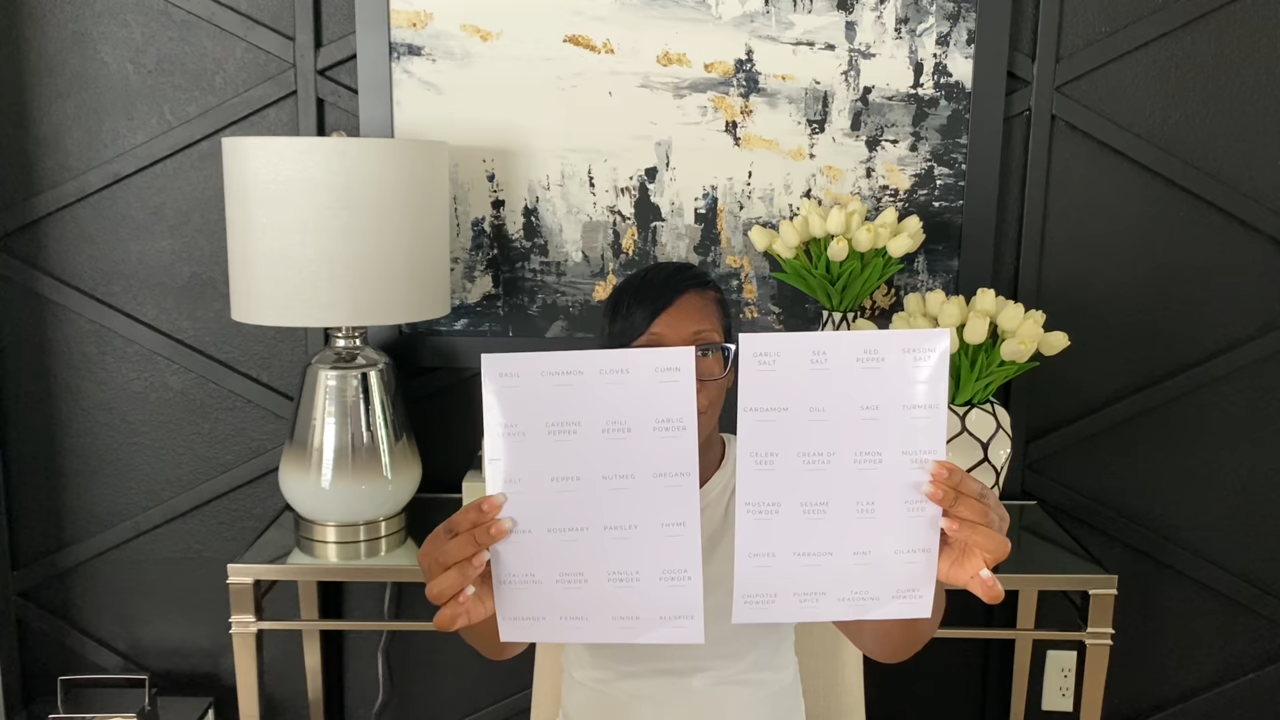 BASIL CINNAMON CLOVES CUMIN
CAYENNE CHILI GARLIC
PEPPER PEPPER POWDER
PEPPER NUTMEG OREGANO
ROSEMARY PARSLEY THYME
ITALIAN ONION VANILLA COCOA
SEASONING POWDER POWDER POWDER
FENNEL GINGER ALLSPICE
GARLIC SEA RED
SALT SALT PEPPER SALT
CARDAMOM DILL SAGE TURMERIC
CELERY CREAM OF LEMON MUSTARD
SEED TARTAR PEPPER SEED
MUSTARD SESAME FLAX
POWDER SEEDS SEED SEED
CHIVES TARRAGON MINT CILANTRO
CHIPOTLE PUMPKIN TACO CURRY
POWDER SPICE SEASONING POWDER